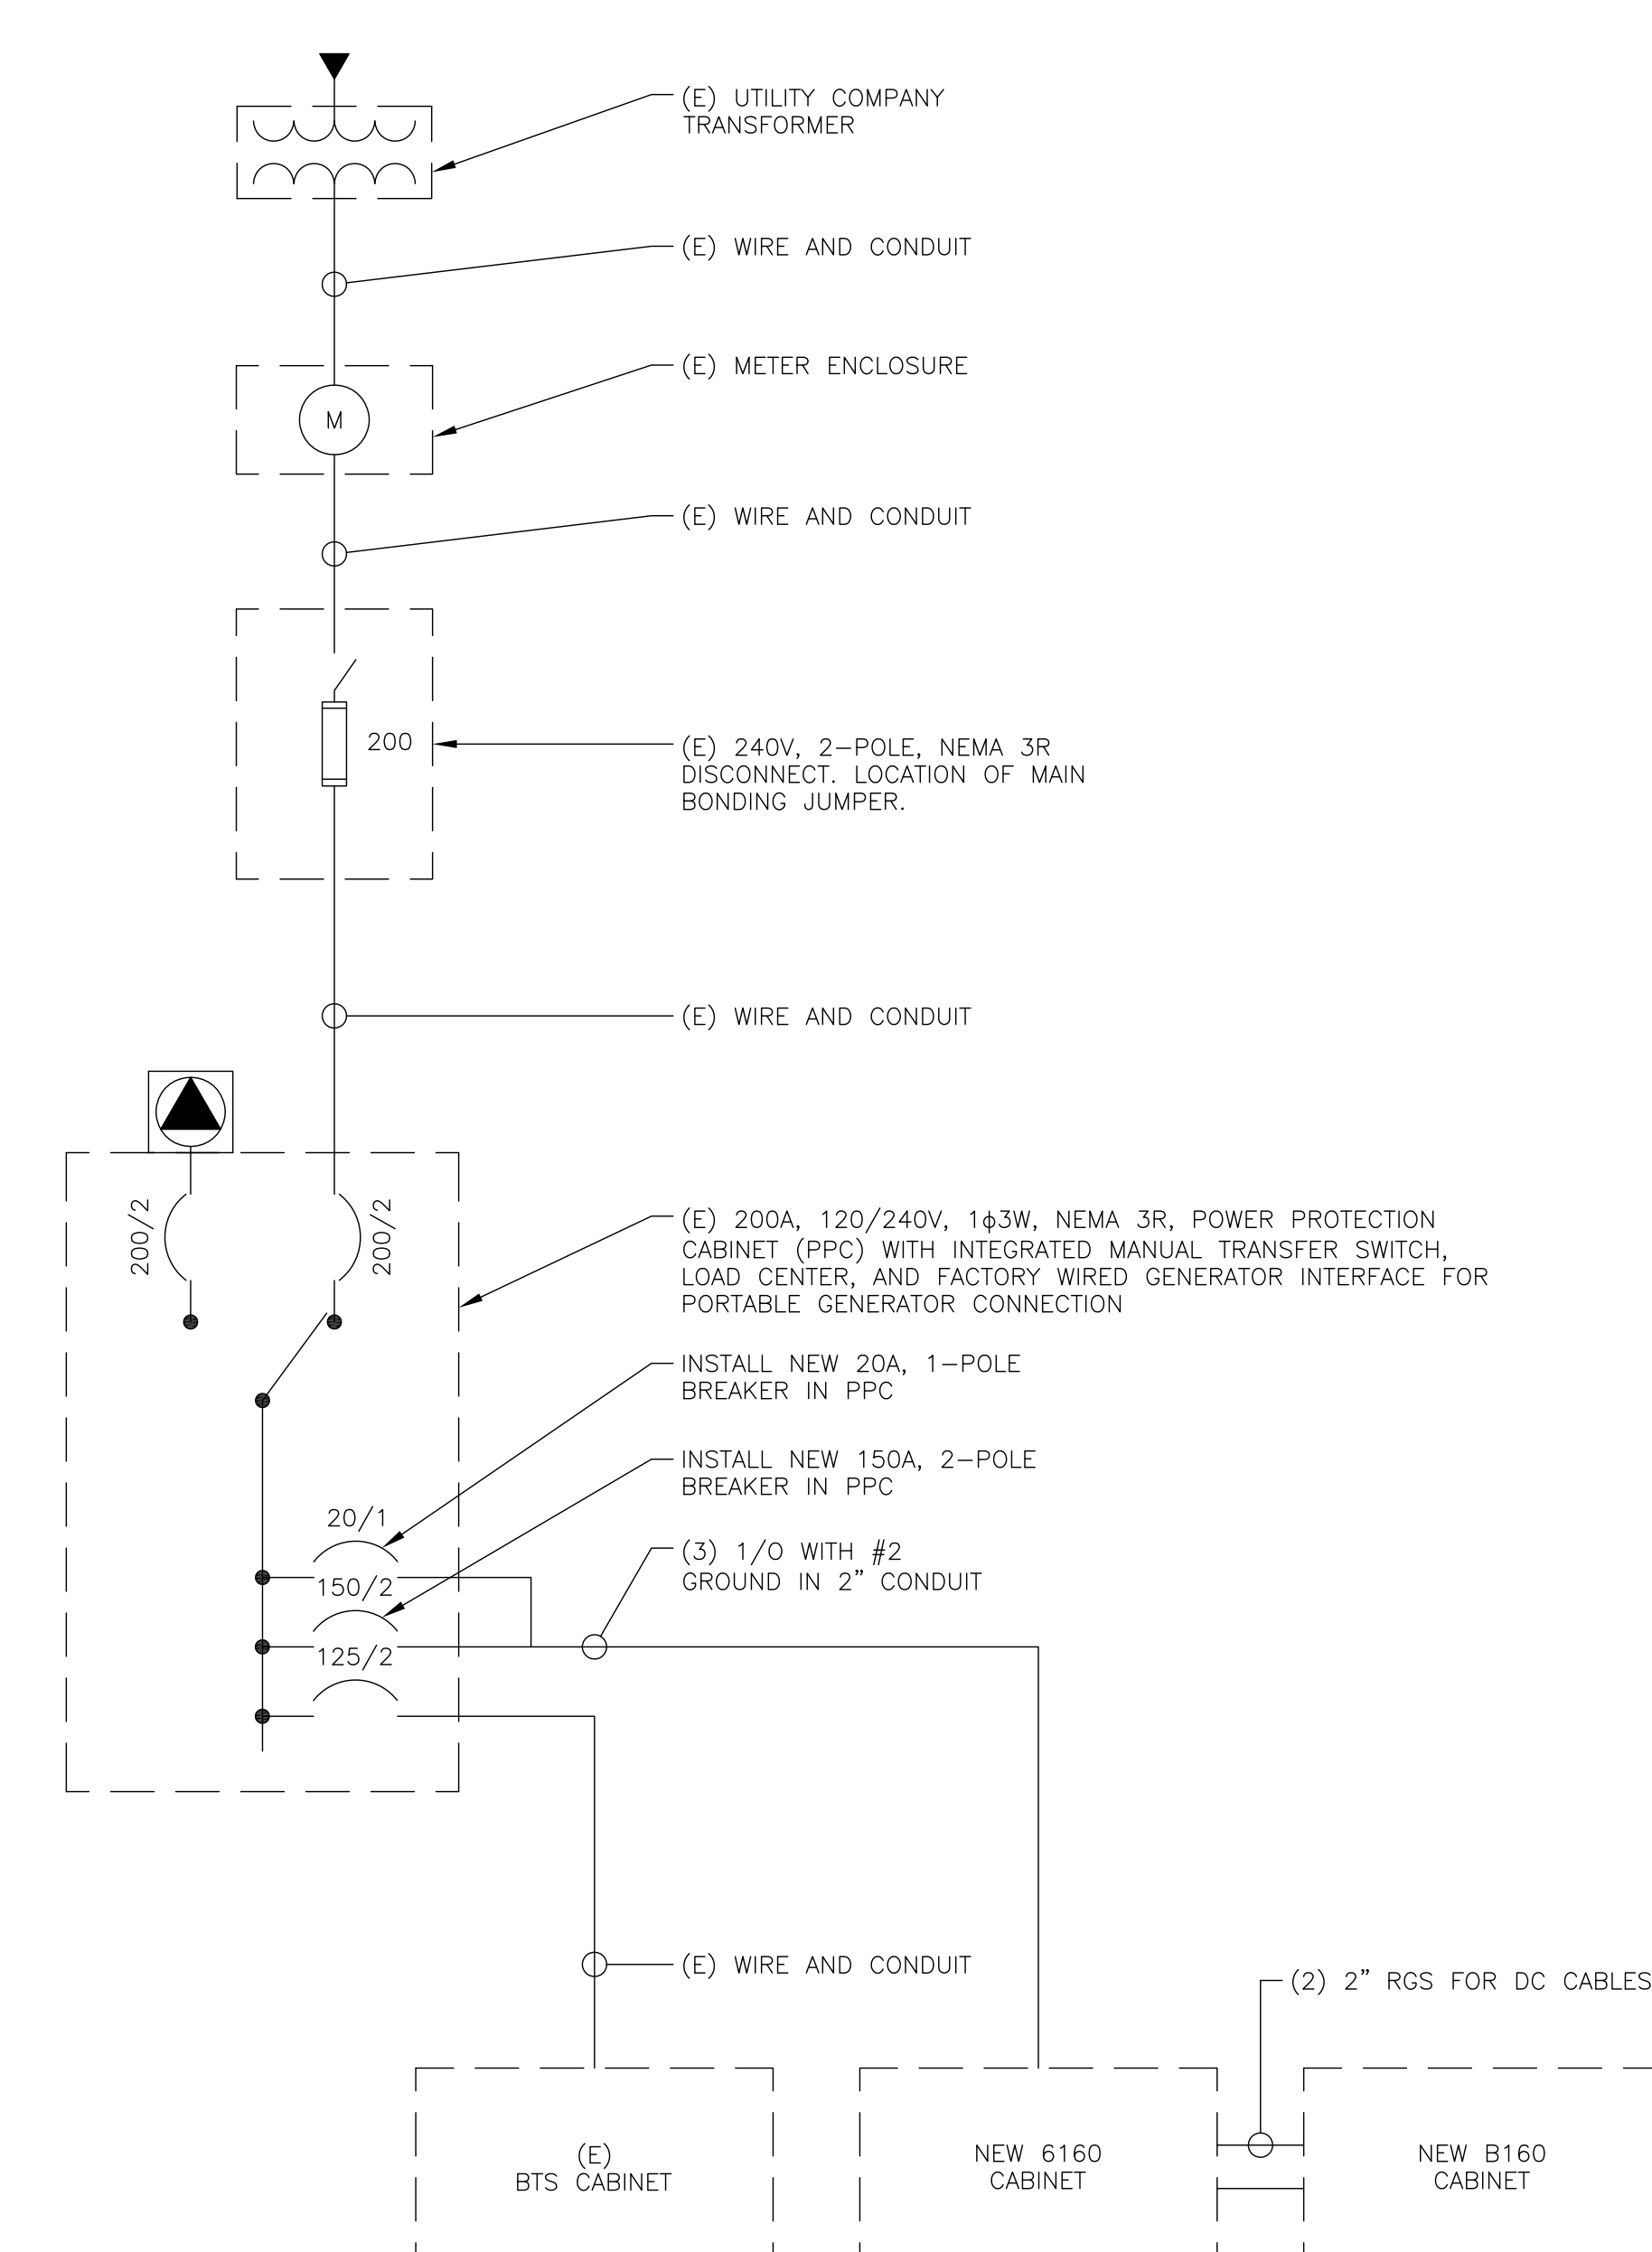 (E) UTILITY COMPANY
TRANSFORMER
(E) WIRE AND CONDUIT
(E) METER ENCLOSURE
M
(E) WIRE AND CONDUIT
200
(E) 240V, 2-POLE, NEMA 3R
DISCONNECT. LOCATION OF MAIN
BONDING JUMPER.
(E) WIRE AND CONDUIT
200/2
200/2
(E) 200A, 120/240V, 1ϕ3W, NEMA 3R, POWER PROTECTION
CABINET (PPC) WITH INTEGRATED MANUAL TRANSFER SWITCH,
LOAD CENTER, AND FACTORY WIRED GENERATOR INTERFACE FOR
PORTABLE GENERATOR CONNECTION
INSTALL NEW 20A, 1-POLE
BREAKER IN PPC
INSTALL NEW 150A, 2-POLE
BREAKER IN PPC
20/1
(3) 1/O WITH #2
GROUND IN 2" CONDUIT
150/2
125/2
(E) WIRE AND CONDUIT
(2) 2" RGS FOR DC CABLES
(E)
BTS CABINET
NEW 6160
CABINET
NEW B160
CABINET